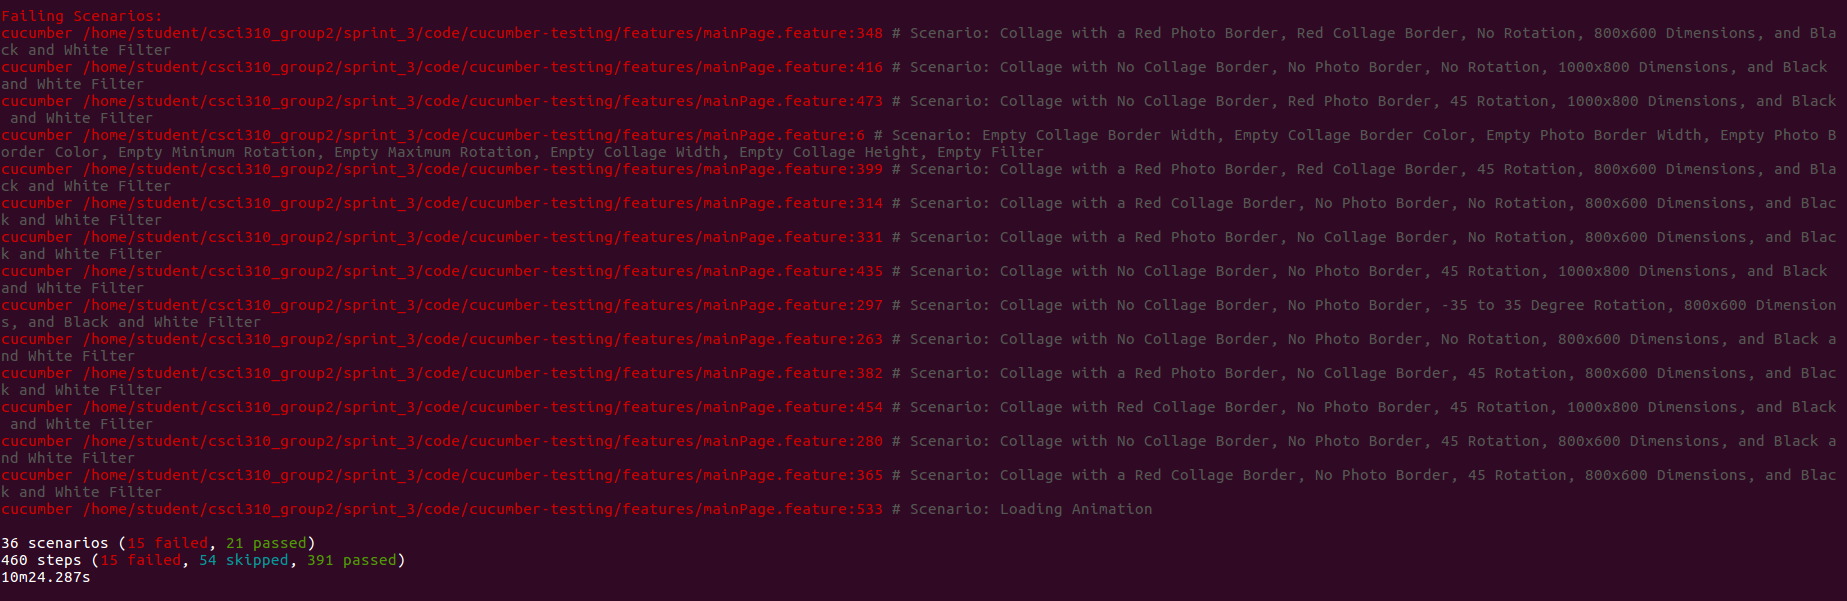 Failing Scenarios:
cucumber /home/student/csci310_group2/sprint_3/code/cucumber-testing/features/mainPage.feature:348 # Scenario: Collage with a Red Photo Border, Red Collage Border, No Rotation, 800x600 Dimensions, and Bla
ck and White Filter
cucumber /home/student/csci310_group2/sprint_3/code/cucumber-testing/features/mainPage.feature:416 # Scenario: Collage with No Collage Border, No Photo Border, No Rotation, 1000x800 Dimensions, and Black
and White Filter
cucumber /home/student/csci310_group2/sprint_3/code/cucumber-testing/features/mainPage.feature:473 # Scenario: Collage with No Collage Border, Red Photo Border, 45 Rotation, 1000x800 Dimensions, and Black
 and White Filter
cucumber /home/student/csci310_group2/sprint_3/code/cucumber-testing/features/mainPage.feature:6 # Scenario: Empty Collage Border Width, Empty Collage Border Color, Empty Photo Border Width, Empty Photo B
order Color, Empty Minimum Rotation, Empty Maximum Rotation, Empty Collage Width, Empty Collage Height, Empty Filter
cucumber /home/student/csci310_group2/sprint_3/code/cucumber-testing/features/mainPage.feature:399 # Scenario: Collage with a Red Photo Border, Red Collage Border, 45 Rotation, 800x600 Dimensions, and Bla
ck and White Filter
cucumber /home/student/csci310_group2/sprint_3/code/cucumber-testing/features/mainPage.feature:314 # Scenario: Collage with a Red Collage Border, No Photo Border, No Rotation, 800x600 Dimensions, and Blac
k and White Filter
cucumber /home/student/csci310_group2/sprint_3/code/cucumber-testing/features/mainPage.feature:331 # Scenario: Collage with a Red Photo Border, No Collage Border, No Rotation, 800x600 Dimensions, and Blac
k and White Filter
cucumber /home/student/csci310_group2/sprint_3/code/cucumber-testing/features/mainPage.feature:435 # Scenario: Collage with No Collage Border, No Photo Border, 45 Rotation, 1000x800 Dimensions, and Black
and White Filter
cucumber /home/student/csci310_group2/sprint_3/code/cucumber-testing/features/mainPage.feature:297 # Scenario: Collage with No Collage Border, No Photo Border, -35 to 35 Degree Rotation, 800x600 Dimension
s, and Black and White Filter
cucumber /home/student/csci310_group2/sprint_3/code/cucumber-testing/features/mainPage.feature:263 # Scenario: Collage with No Collage Border, No Photo Border, No Rotation, 800x600 Dimensions, and Black a
nd White Filter
cucumber /home/student/csci310_group2/sprint_3/code/cucumber-testing/features/mainPage.feature:382 # Scenario: Collage with a Red Photo Border, No Collage Border, 45 Rotation, 800x600 Dimensions, and Blac
k and White Filter
cucumber /home/student/csci310_group2/sprint_3/code/cucumber-testing/features/mainPage.feature:454 # Scenario: Collage with Red Collage Border, No Photo Border, 45 Rotation, 1000x800 Dimensions, and Black
 and White Filter
cucumber /home/student/csci310_group2/sprint_3/code/cucumber-testing/features/mainPage.feature:280 # Scenario: Collage with No Collage Border, No Photo Border, 45 Rotation, 800x600 Dimensions, and Black a
nd White Filter
cucumber /home/student/csci310_group2/sprint_3/code/cucumber-testing/features/mainPage.feature:365 # Scenario: Collage with a Red Collage Border, No Photo Border, 45 Rotation, 800x600 Dimensions, and Blac
k and White Filter
cucumber /home/student/csci310_group2/sprint_3/code/cucumber-testing/features/mainPage.feature:533 # Scenario: Loading Animation
36 scenarios (15 failed, 21 passed)
460 steps (15 failed, 54 skipped, 391 passed)
10m24.287s